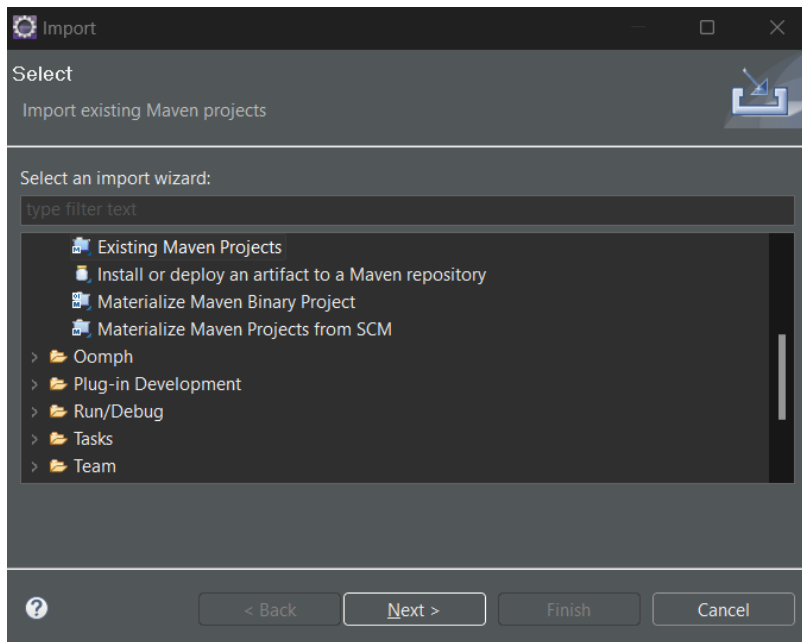 Import
Select
Import existing Maven projects
Select an import wizard:
type filter text
Existing Maven Projects
Install or deploy an artifact to a Maven repository
Materialize Maven Binary Project
Materialize Maven Projects from SCM
Oomph
Plug-in Development
Run/Debug
Tasks
Team
< Back Next > Finish Cancel